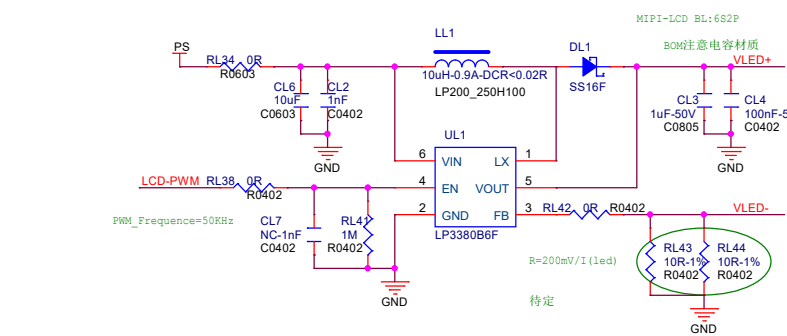 MIPI-LCD BL:6S2P
LL1
PS
RL34 0R
R0603
DL1
BOM注意电容材质
VLED+
10uH-0.9A-DCR<0.02R
LP200_250H100
SS16F
CL6
10uF
C0603
CL2
1nF
C0402
CL3
1uF-50V
C0805
CL4
100nF-5
C0402
GND
GND
UL1
6 VIN LX 1
4 EN VOUT 5
2 GND FB 3
LP3380B6F
LCD-PWM RL38 0R
R0402
RL42 0R R0402
VLED-
PWM_Frequence=50KHz
CL7
NC-1nF
C0402
RL41
1M
R0402
R=200mV/I(led)
RL43
10R-1%
R0402
RL44
10R-1%
R0402
待定
GND
GND